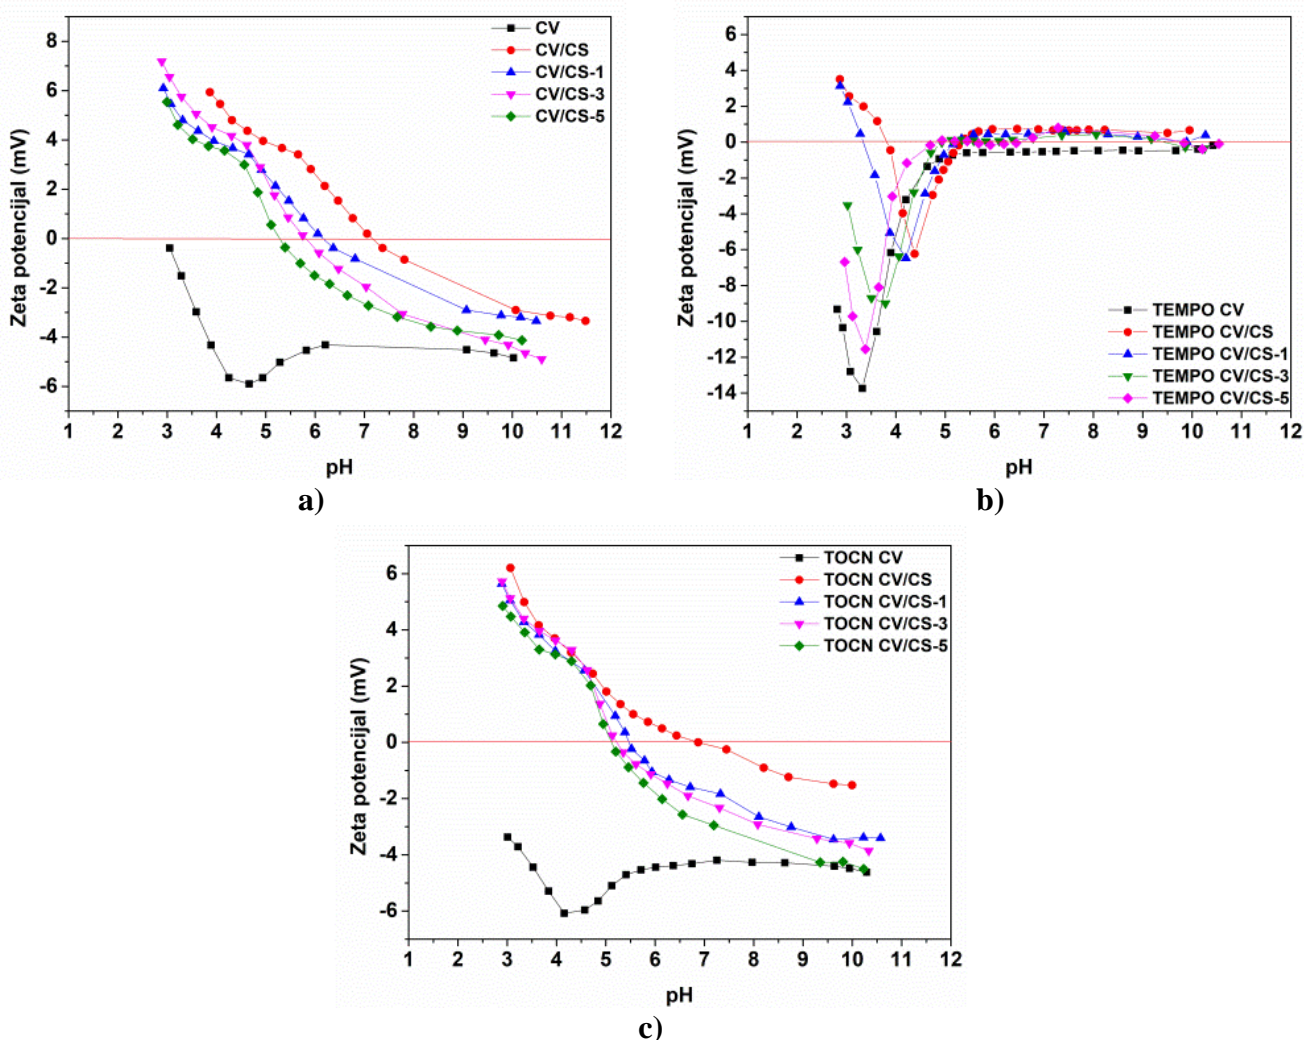 CV
CV/CS
CV/CS-1
CV/CS-3
CV/CS-5
Zeta potencijal (mV)
8
6
4
2
0
-2
-4
-6
1 2 3 4 5 6 7 8 9 10 11 12
pH
a)
TEMPO CV
TEMPO CV/CS
TEMPO CV/CS-1
TEMPO CV/CS-3
TEMPO CV/CS-5
Zeta potencijal (mV)
6
4
2
0
-2
-4
-6
-8
-10
-12
-14
1 2 3 4 5 6 7 8 9 10 11 12
pH
b)
TOCN CV
TOCN CV/CS
TOCN CV/CS-1
TOCN CV/CS-3
TOCN CV/CS-5
Zeta potencijal (mV)
6
4
2
0
-2
-4
-6
1 2 3 4 5 6 7 8 9 10 11 12
pH
c)